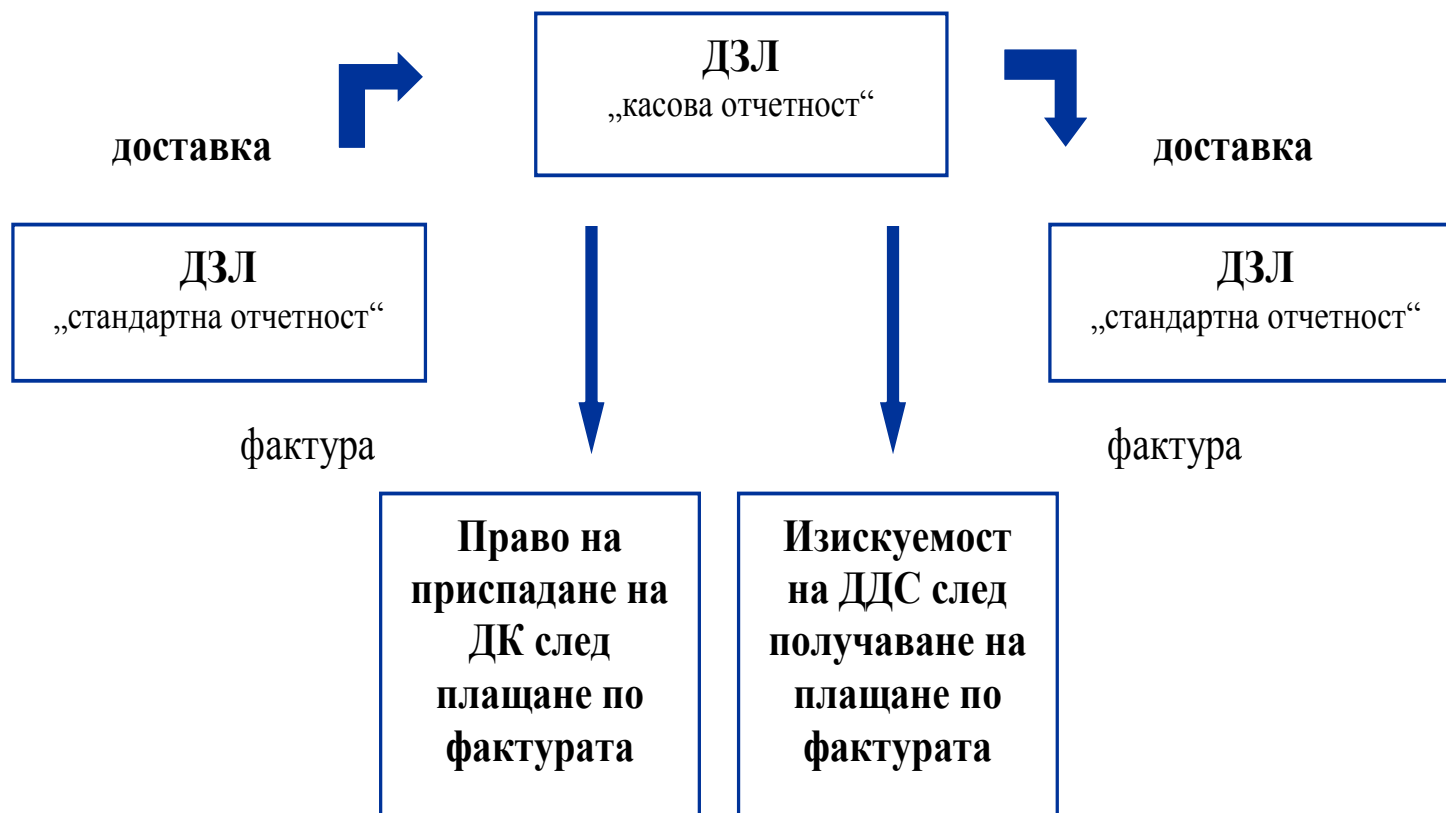 ДЗЛ
„касова отчетност“
доставка
доставка
ДЗЛ
„стандартна отчетност“
ДЗЛ
„стандартна отчетност“
фактура
фактура
Право на
приспадане на
ДК след
плащане по
фактурата
Изискуемост
на ДДС след
получаване на
плащане по
фактурата